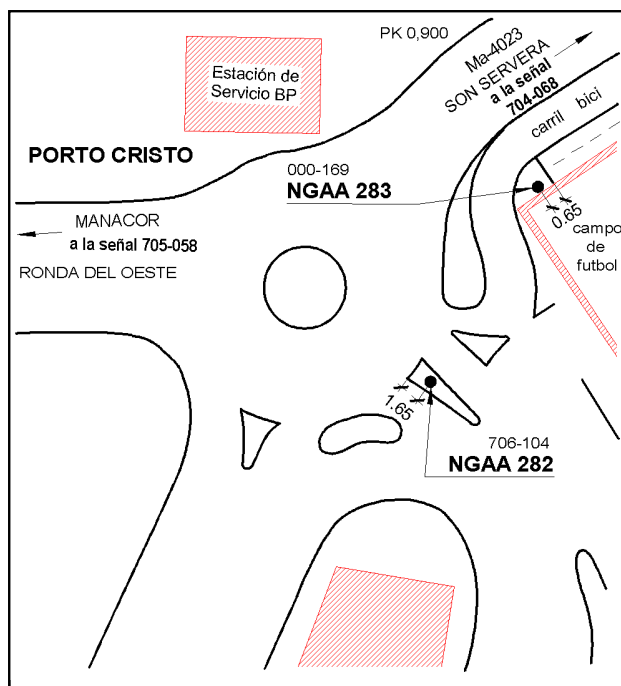 PK 0,900
Ma-4023
SON SERVERA
a la señal
704-068
Estación de
Servicio BP
carril bici
PORTO CRISTO
000-169
NGAA 283
0.65
campo
de
futbol
MANACOR
a la señal 705-058
RONDA DEL OESTE
1.65
706-104
NGAA 282